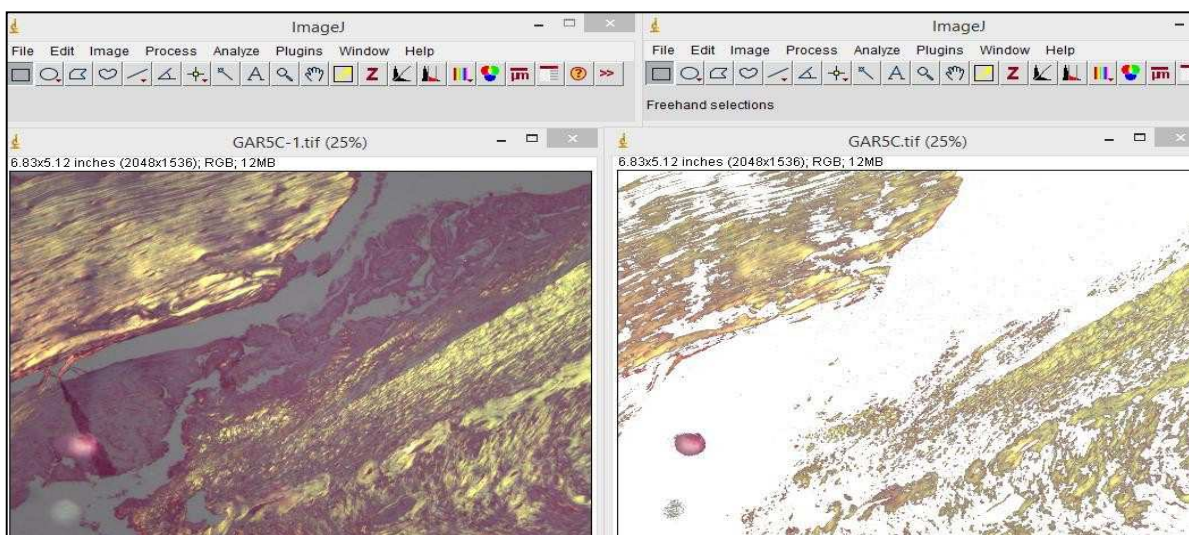 ImageJ
File Edit Image Process Analyze Plugins Window Help
A Z µm ? >>
GAR5C-1.tif (25%)
6.83x5.12 inches (2048x1536); RGB; 12MB
ImageJ
File Edit Image Process Analyze Plugins Window Help
A Z µm
Freehand selections
GAR5C.tif (25%)
6.83x5.12 inches (2048x1536); RGB; 12MB